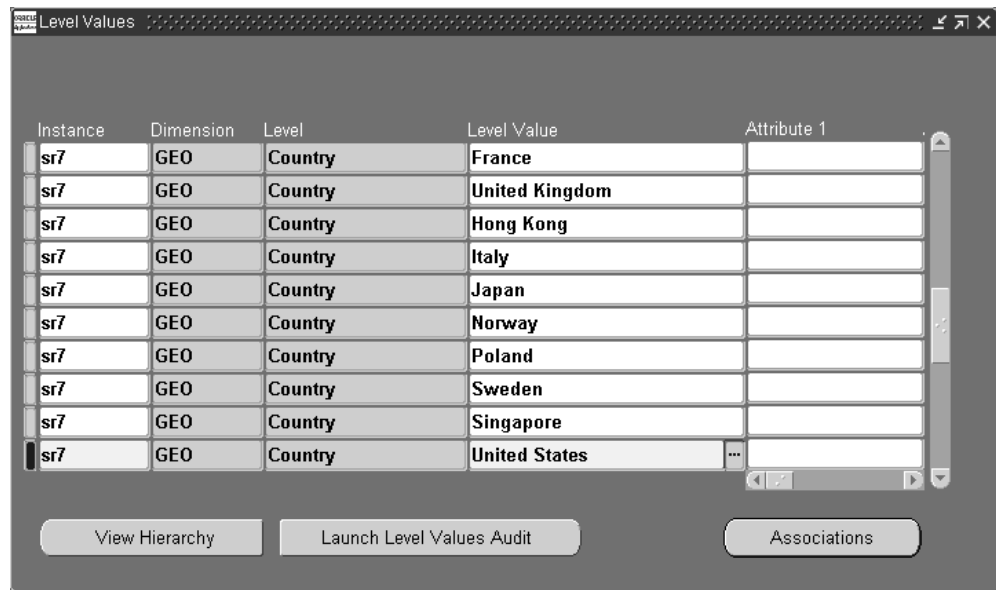 ORACLE Level Values
Instance Dimension Level Level Value Attribute 1
sr7 GEO Country France
sr7 GEO Country United Kingdom
sr7 GEO Country Hong Kong
sr7 GEO Country Italy
sr7 GEO Country Japan
sr7 GEO Country Norway
sr7 GEO Country Poland
sr7 GEO Country Sweden
sr7 GEO Country Singapore
sr7 GEO Country United States ...
View Hierarchy Launch Level Values Audit Associations